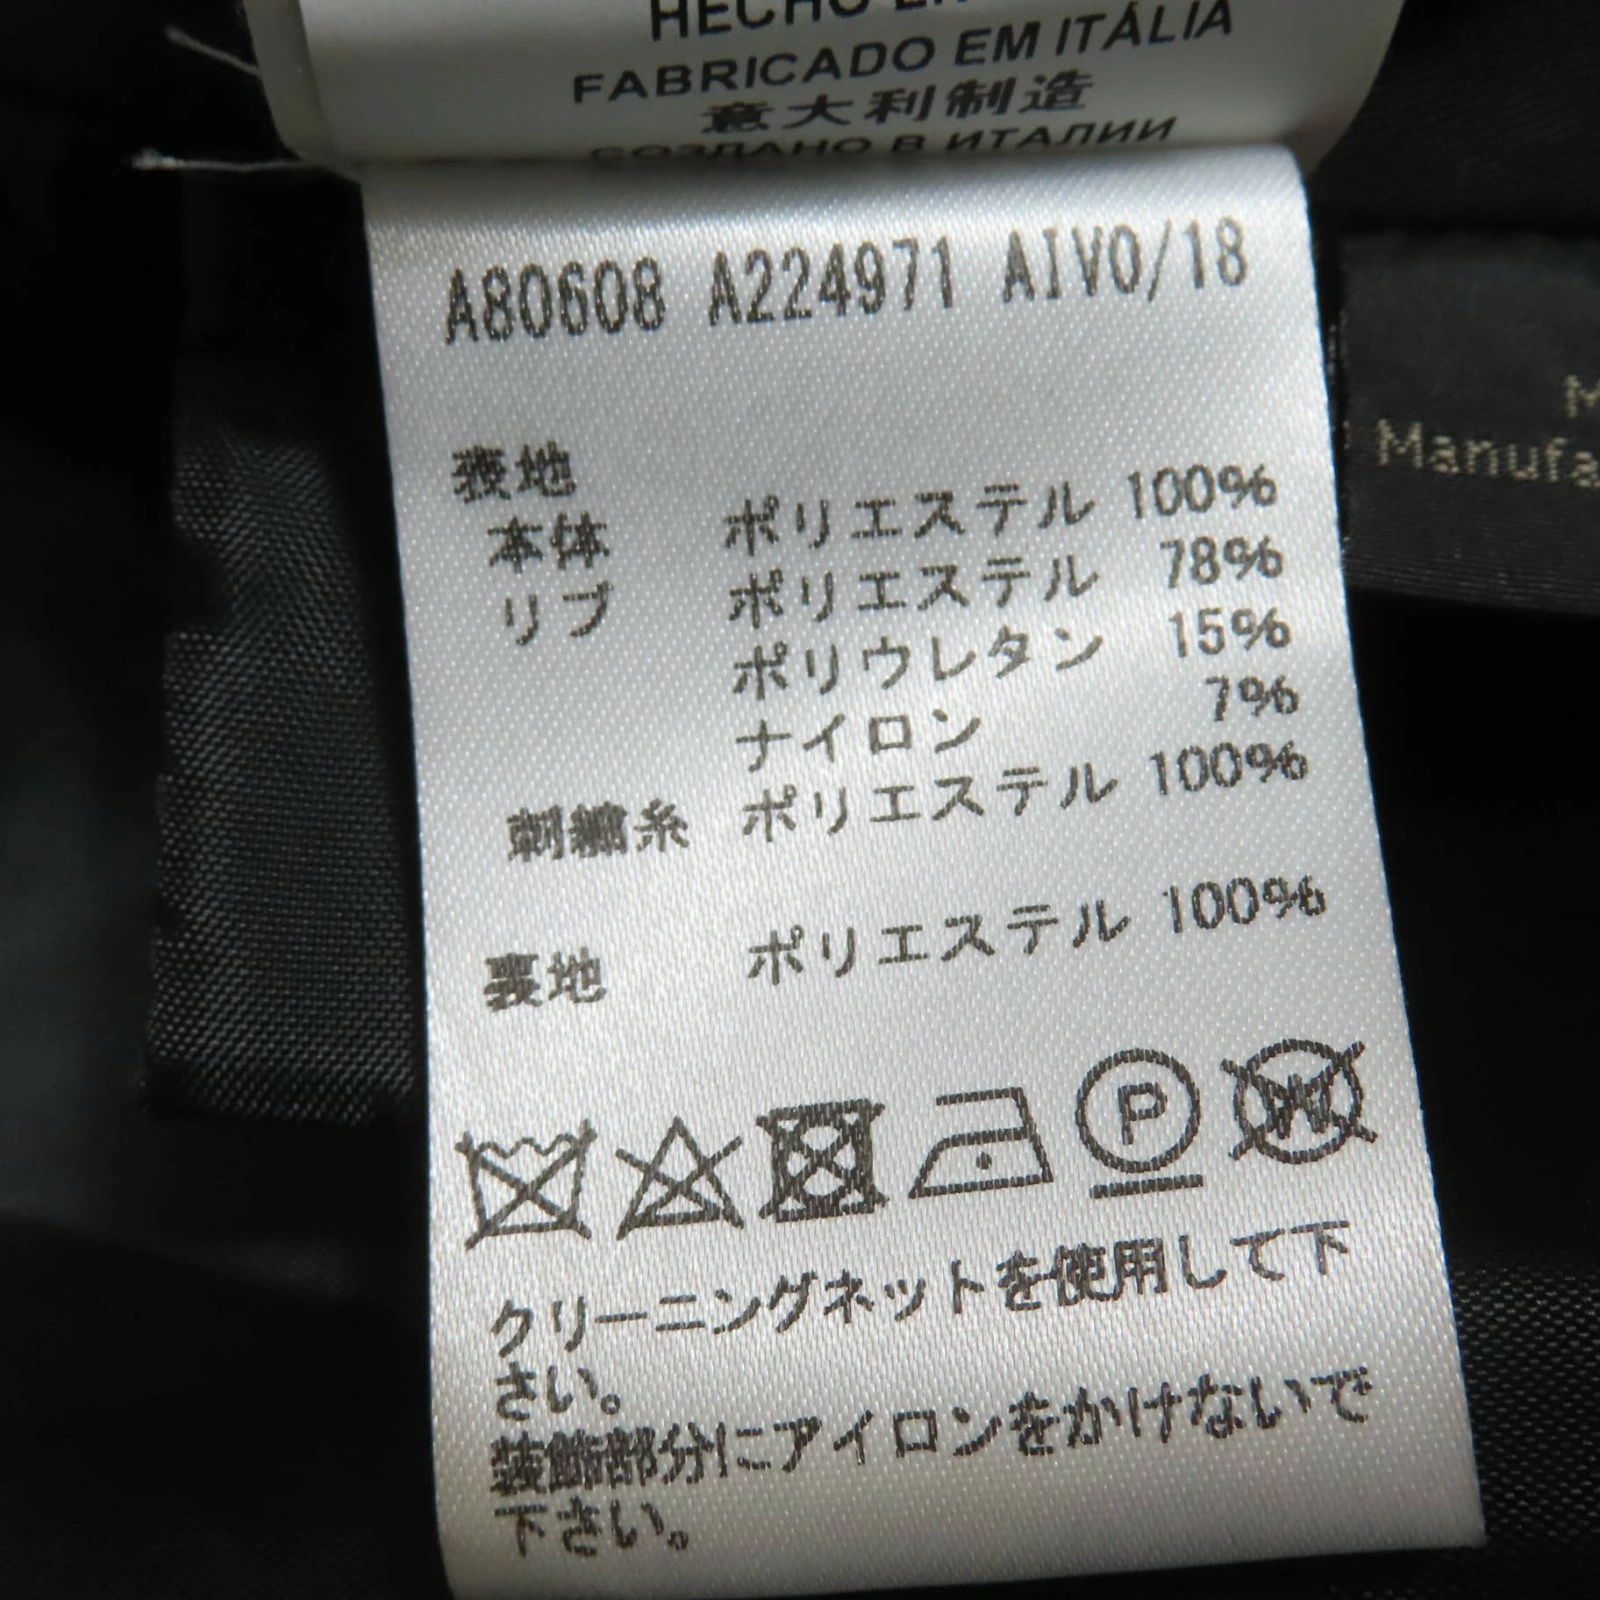 HECHO
FABRICADO EM ITÁLIA
意大利制造
СОЗДАНО В ИТАЛИИ
A80608 A224971 AIVO/18
表地
本体 ポリエステル 100%
リブ ポリエステル 78%
ポリウレタン 15%
ナイロン 7%
刺繍糸 ポリエステル 100%
裏地 ポリエステル 100%
P
W
クリーニングネットを使用して下
さい。
装飾部分にアイロンをかけないで
下さい。